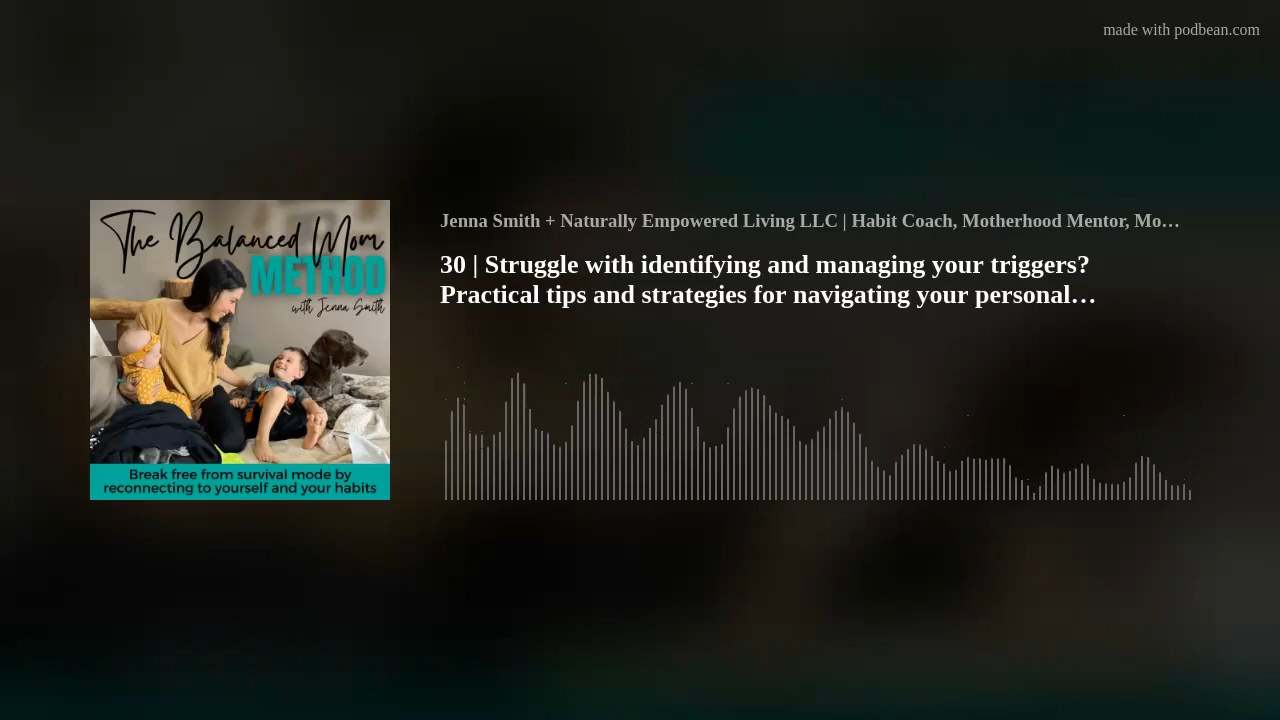 made with podbean.com
The Balanced Mom
METHOD
with Jenna Smith
Break free from survival mode by
reconnecting to yourself and your habits
Jenna Smith + Naturally Empowered Living LLC | Habit Coach, Motherhood Mentor, Mo…
30 | Struggle with identifying and managing your triggers?
Practical tips and strategies for navigating your personal…